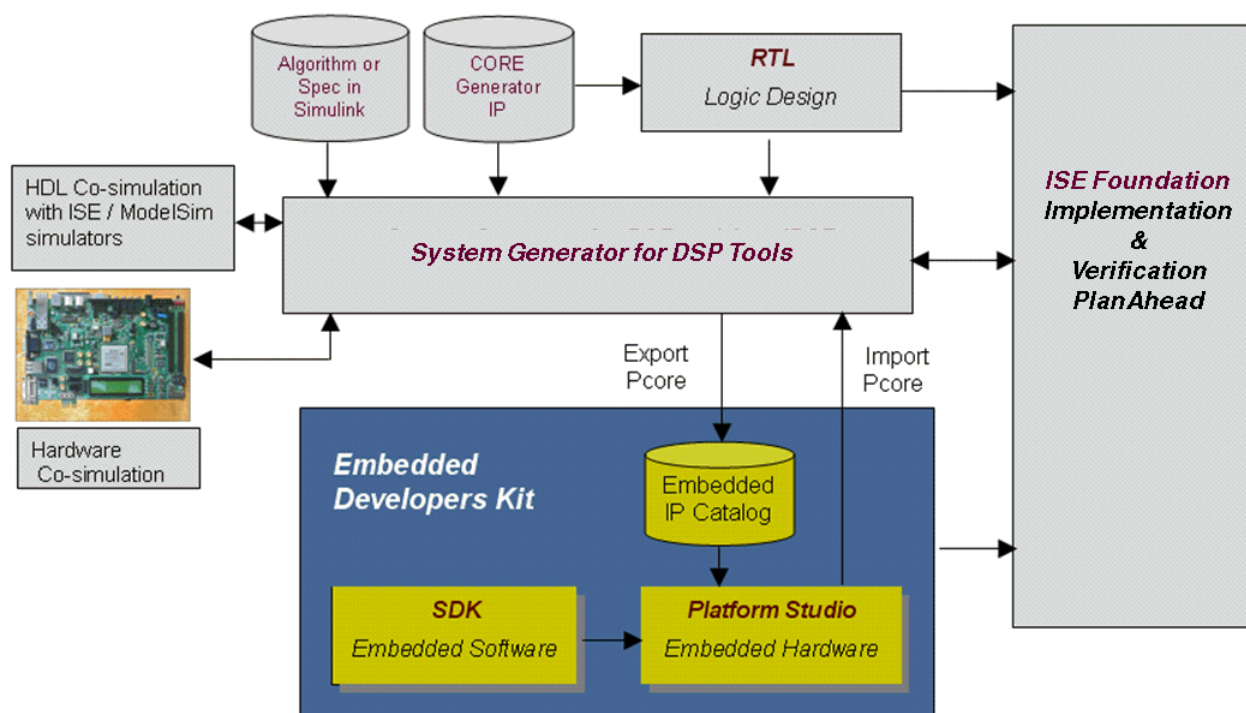 Algorithm or
Spec in
Simulink
CORE
Generator
IP
RTL
Logic Design
HDL Co-simulation
with ISE / ModelSim
simulators
System Generator for DSP Tools
ISE Foundation
Implementation
&
Verification
PlanAhead
Export
Pcore
Import
Pcore
Hardware
Co-simulation
Embedded
Developers Kit
Embedded
IP Catalog
SDK
Embedded Software
Platform Studio
Embedded Hardware